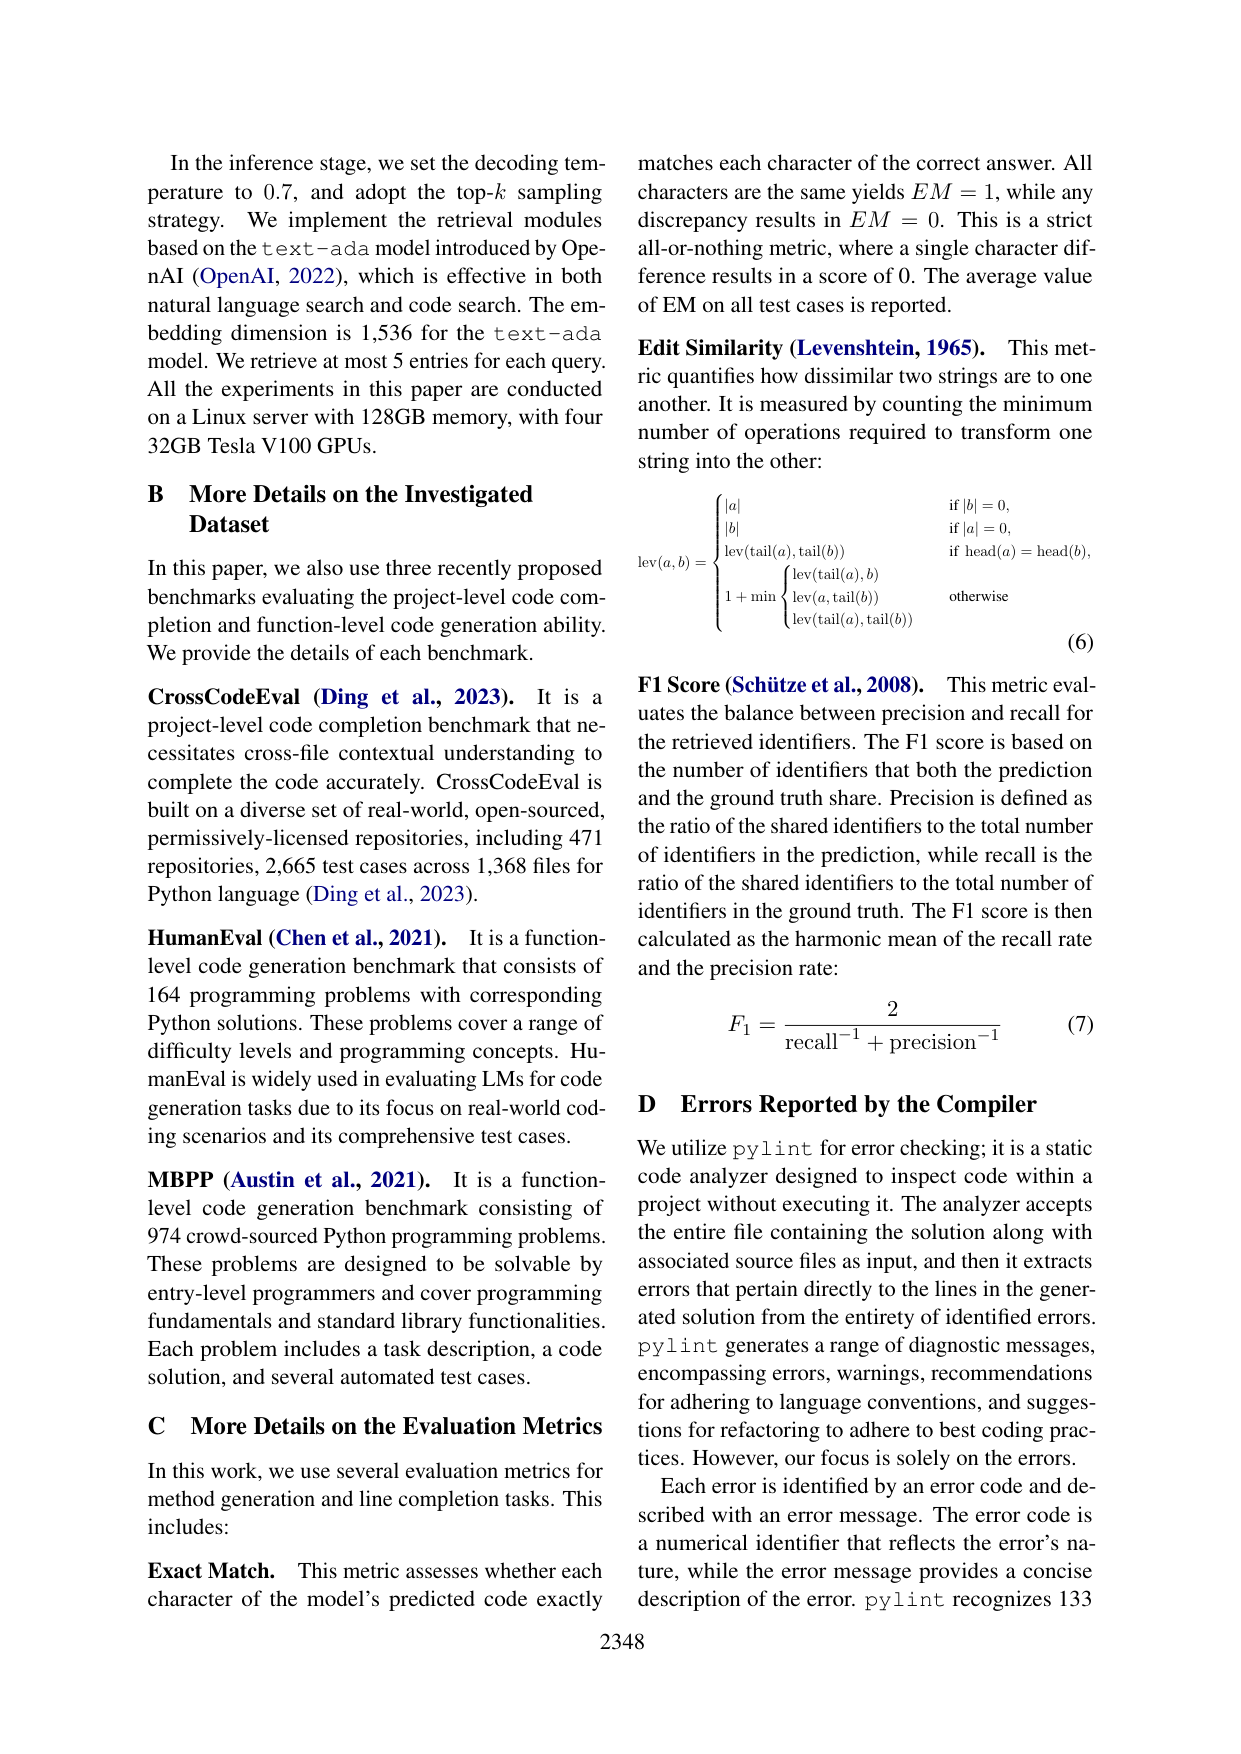 In the inference stage, we set the decoding tem-
perature to 0.7, and adopt the top-k sampling
strategy. We implement the retrieval modules
based on the text-ada model introduced by Ope-
nAI (OpenAI, 2022), which is effective in both
natural language search and code search. The em-
bedding dimension is 1,536 for the text-ada
model. We retrieve at most 5 entries for each query.
All the experiments in this paper are conducted
on a Linux server with 128GB memory, with four
32GB Tesla V100 GPUs.
B More Details on the Investigated
Dataset
In this paper, we also use three recently proposed
benchmarks evaluating the project-level code com-
pletion and function-level code generation ability.
We provide the details of each benchmark.
CrossCodeEval (Ding et al., 2023). It is a
project-level code completion benchmark that ne-
cessitates cross-file contextual understanding to
complete the code accurately. CrossCodeEval is
built on a diverse set of real-world, open-sourced,
permissively-licensed repositories, including 471
repositories, 2,665 test cases across 1,368 files for
Python language (Ding et al., 2023).
HumanEval (Chen et al., 2021). It is a function-
level code generation benchmark that consists of
164 programming problems with corresponding
Python solutions. These problems cover a range of
difficulty levels and programming concepts. Hu-
manEval is widely used in evaluating LMs for code
generation tasks due to its focus on real-world cod-
ing scenarios and its comprehensive test cases.
MBPP (Austin et al., 2021). It is a function-
level code generation benchmark consisting of
974 crowd-sourced Python programming problems.
These problems are designed to be solvable by
entry-level programmers and cover programming
fundamentals and standard library functionalities.
Each problem includes a task description, a code
solution, and several automated test cases.
C More Details on the Evaluation Metrics
In this work, we use several evaluation metrics for
method generation and line completion tasks. This
includes:
Exact Match. This metric assesses whether each
character of the model's predicted code exactly
matches each character of the correct answer. All
characters are the same yields EM = 1, while any
discrepancy results in EM = 0. This is a strict
all-or-nothing metric, where a single character dif-
ference results in a score of 0. The average value
of EM on all test cases is reported.
Edit Similarity (Levenshtein, 1965). This met-
ric quantifies how dissimilar two strings are to one
another. It is measured by counting the minimum
number of operations required to transform one
string into the other:
|a| if |b| = 0,
|b| if |a| = 0,
lev(tail(a), tail(b)) if head(a) = head(b),
lev(a, b) =
lev(tail(a), b)
1 + min lev(a, tail(b)) otherwise
lev(tail(a), tail(b))
(6)
F1 Score (Schütze et al., 2008). This metric eval-
uates the balance between precision and recall for
the retrieved identifiers. The F1 score is based on
the number of identifiers that both the prediction
and the ground truth share. Precision is defined as
the ratio of the shared identifiers to the total number
of identifiers in the prediction, while recall is the
ratio of the shared identifiers to the total number of
identifiers in the ground truth. The F1 score is then
calculated as the harmonic mean of the recall rate
and the precision rate:
2
F₁ = (7)
recall⁻¹ + precision⁻¹
D Errors Reported by the Compiler
We utilize pylint for error checking; it is a static
code analyzer designed to inspect code within a
project without executing it. The analyzer accepts
the entire file containing the solution along with
associated source files as input, and then it extracts
errors that pertain directly to the lines in the gener-
ated solution from the entirety of identified errors.
pylint generates a range of diagnostic messages,
encompassing errors, warnings, recommendations
for adhering to language conventions, and sugges-
tions for refactoring to adhere to best coding prac-
tices. However, our focus is solely on the errors.
Each error is identified by an error code and de-
scribed with an error message. The error code is
a numerical identifier that reflects the error's na-
ture, while the error message provides a concise
description of the error. pylint recognizes 133
2348